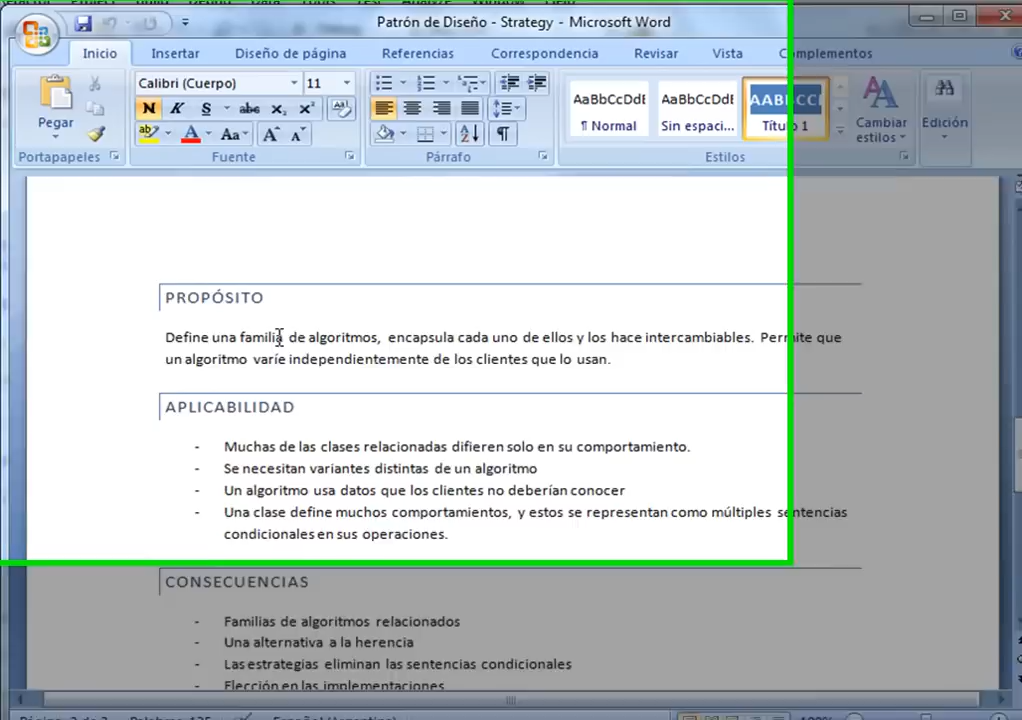 Patrón de Diseño - Strategy - Microsoft Word
Inicio Insertar Diseño de página Referencias Correspondencia Revisar Vista Complementos
Calibri (Cuerpo) 11
AaBbCcDdE AaBbCcDdE AABBCCI
Pegar
N K S abc x₂ x²
¶ Normal Sin espaci... Título 1
Cambiar estilos
Edición
Aa A A
Portapapeles Fuente Párrafo Estilos
PROPÓSITO
Define una familia de algoritmos, encapsula cada uno de ellos y los hace intercambiables. Permite que
un algoritmo varíe independientemente de los clientes que lo usan.
APLICABILIDAD
- Muchas de las clases relacionadas difieren solo en su comportamiento.
- Se necesitan variantes distintas de un algoritmo
- Un algoritmo usa datos que los clientes no deberían conocer
- Una clase define muchos comportamientos, y estos se representan como múltiples sentencias
condicionales en sus operaciones.
CONSECUENCIAS
- Familias de algoritmos relacionados
- Una alternativa a la herencia
- Las estrategias eliminan las sentencias condicionales
- Elección en las implementaciones